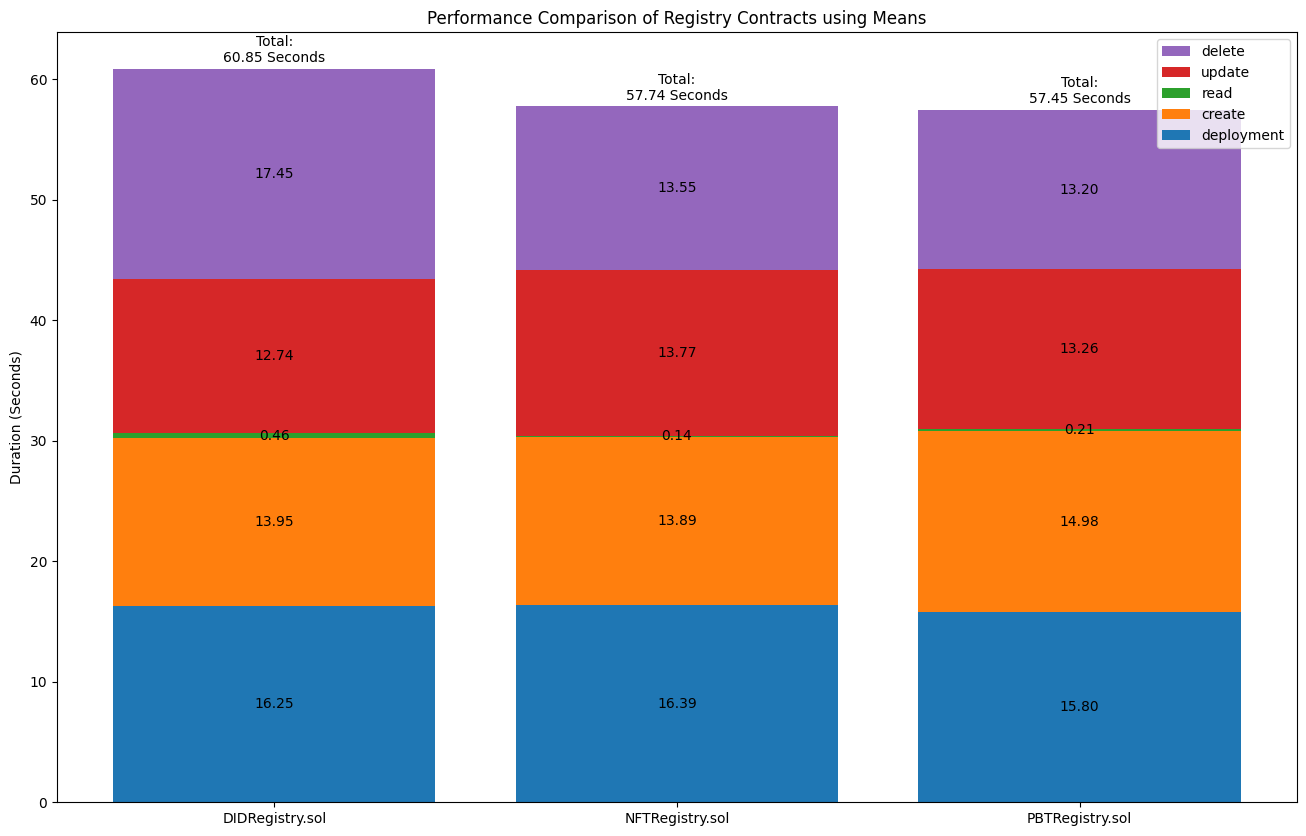 Performance Comparison of Registry Contracts using Means
Total:
60.85 Seconds
Total:
57.74 Seconds
Total:
57.45 Seconds
delete
update
read
create
deployment
60
50
40
30
20
10
0
Duration (Seconds)
17.45
13.55
13.20
12.74
13.77
13.26
0.46
0.14
0.21
13.95
13.89
14.98
16.25
16.39
15.80
DIDRegistry.sol
NFTRegistry.sol
PBTRegistry.sol